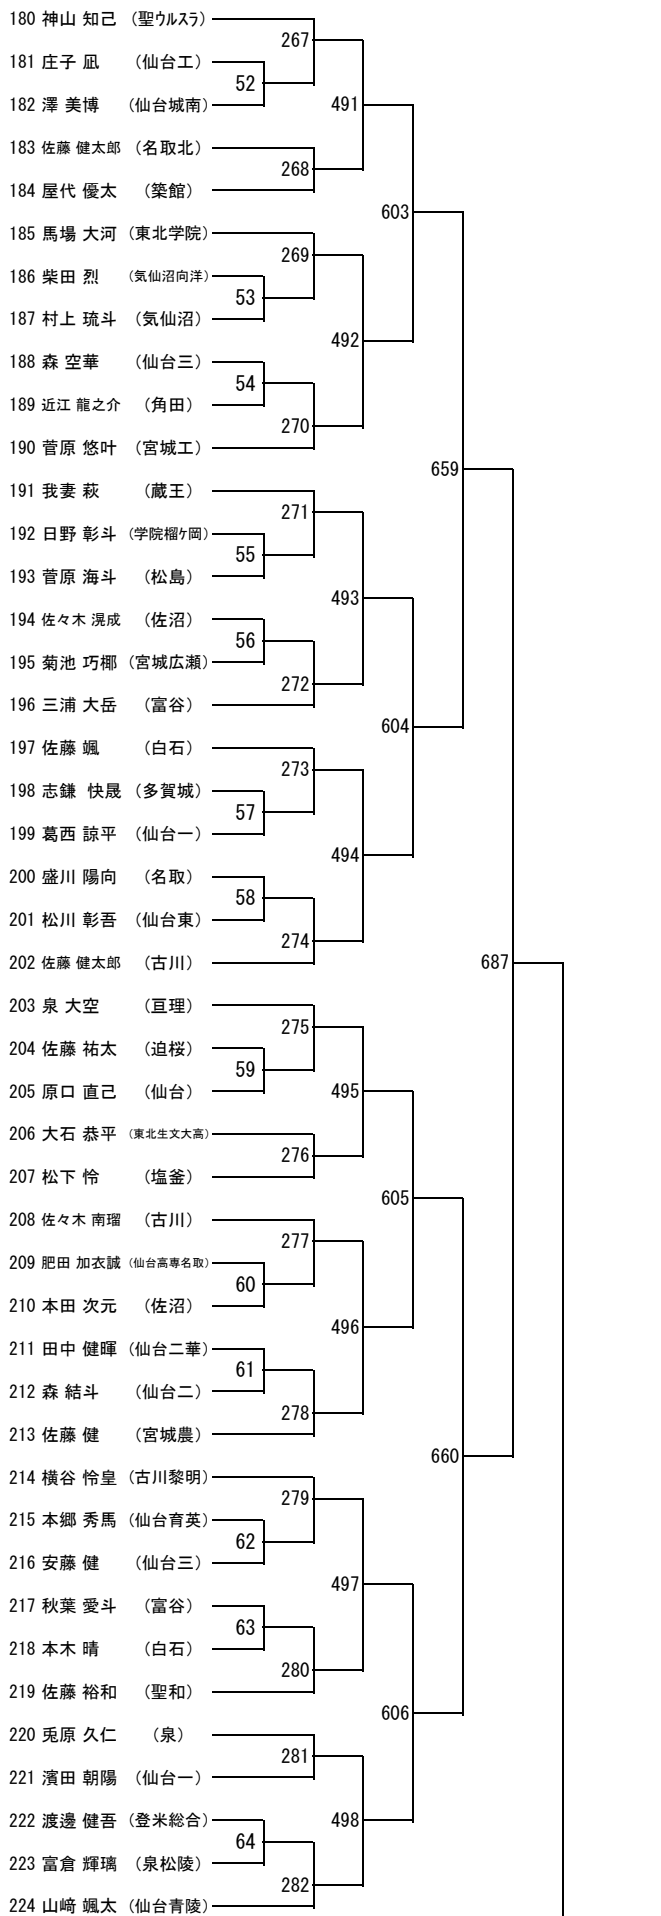 180 神山 知己 (聖ウルスラ)
267
181 庄子 凪 (仙台工)
52
182 澤 美博 (仙台城南)
491
183 佐藤 健太郎 (名取北)
268
184 屋代 優太 (築館)
603
185 馬場 大河 (東北学院)
269
186 柴田 烈 (気仙沼向洋)
53
187 村上 琉斗 (気仙沼)
492
188 森 空華 (仙台三)
54
189 近江 龍之介 (角田)
270
190 菅原 悠叶 (宮城工)
659
191 我妻 萩 (蔵王)
271
192 日野 彰斗 (学院榴ケ岡)
55
193 菅原 海斗 (松島)
493
194 佐々木 滉成 (佐沼)
56
195 菊池 巧椰 (宮城広瀬)
272
196 三浦 大岳 (富谷)
604
197 佐藤 颯 (白石)
273
198 志鎌 快晟 (多賀城)
57
199 葛西 諒平 (仙台一)
494
200 盛川 陽向 (名取)
58
201 松川 彰吾 (仙台東)
274
202 佐藤 健太郎 (古川)
687
203 泉 大空 (亘理)
275
204 佐藤 祐太 (迫桜)
59
205 原口 直己 (仙台)
495
206 大石 恭平 (東北生文大高)
276
207 松下 怜 (塩釜)
605
208 佐々木 南瑠 (古川)
277
209 肥田 加衣誠 (仙台高専名取)
60
210 本田 次元 (佐沼)
496
211 田中 健暉 (仙台二華)
61
212 森 結斗 (仙台二)
278
213 佐藤 健 (宮城農)
660
214 横谷 怜皇 (古川黎明)
279
215 本郷 秀馬 (仙台育英)
62
216 安藤 健 (仙台三)
497
217 秋葉 愛斗 (富谷)
63
218 本木 晴 (白石)
280
219 佐藤 裕和 (聖和)
606
220 兎原 久仁 (泉)
281
221 濱田 朝陽 (仙台一)
222 渡邊 健吾 (登米総合)
498
64
223 富倉 輝璃 (泉松陵)
282
224 山﨑 颯太 (仙台青陵)